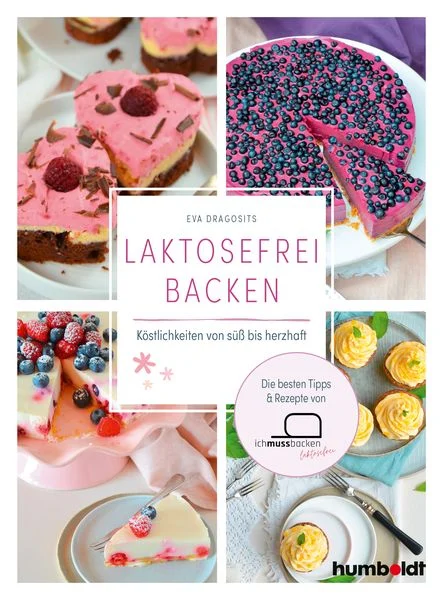 EVA DRAGOSITS
LAKTOSEFREI
BACKEN
Köstlichkeiten von süß bis herzhaft
Die besten Tipps
& Rezepte von
ichmussbacken
laktosefrei
humboldt